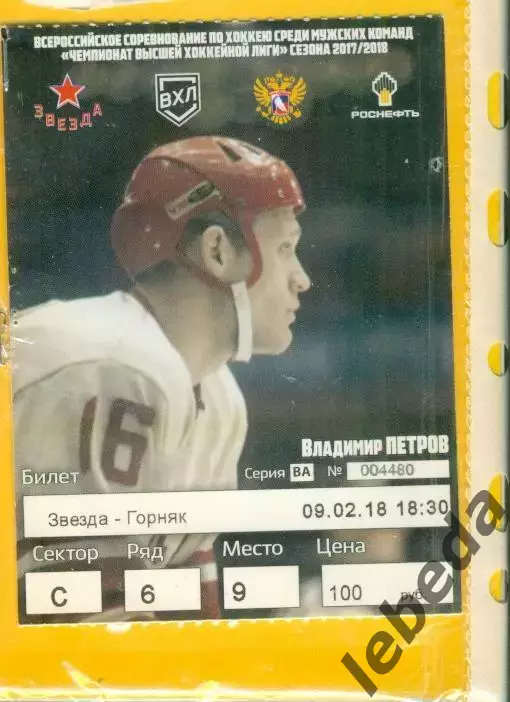 ВСЕРОССИЙСКОЕ СОРЕВНОВАНИЕ ПО ХОККЕЮ СРЕДИ МУЖСКИХ КОМАНД
«ЧЕМПИОНАТ ВЫСШЕЙ ХОККЕЙНОЙ ЛИГИ» СЕЗОНА 2017/2018
ЗВЕЗДА
ВХЛ
РОСНЕФТЬ
16
ВЛАДИМИР ПЕТРОВ
Билет
Серия ВА № 004480
Звезда - Горняк 09.02.18 18:30
Сектор Ряд Место Цена
С 6 9 100 руб.
lebeda